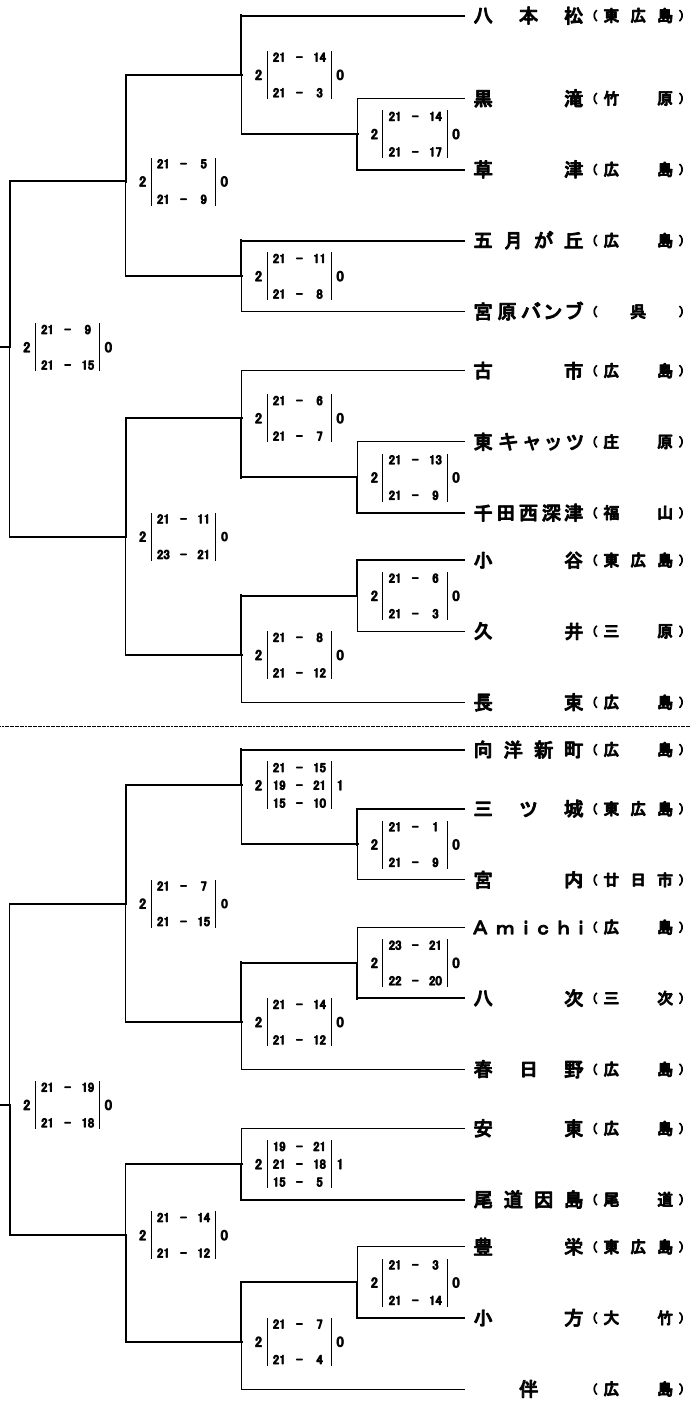 八本松（東広島）
21 － 14
2 0
21 － 3
黒滝（竹原）
21 － 14
2 0
21 － 17
草津（広島）
21 － 5
2 0
21 － 9
五月が丘（広島）
21 － 11
2 0
21 － 8
宮原バンブ（呉）
21 － 9
2 0
21 － 15
古市（広島）
21 － 6
2 0
21 － 7
東キャッツ（庄原）
21 － 13
2 0
21 － 9
千田西深津（福山）
21 － 11
2 0
23 － 21
小谷（東広島）
21 － 6
2 0
21 － 3
久井（三原）
21 － 8
2 0
21 － 12
長束（広島）
向洋新町（広島）
21 － 15
2 19 － 21 1
15 － 10
三ツ城（東広島）
21 － 1
2 0
21 － 9
宮内（廿日市）
21 － 7
2 0
21 － 15
Ａｍｉｃｈｉ（広島）
23 － 21
2 0
22 － 20
八次（三次）
21 － 14
2 0
21 － 12
春日野（広島）
21 － 19
2 0
21 － 18
安東（広島）
19 － 21
2 21 － 18 1
15 － 5
尾道因島（尾道）
21 － 14
2 0
21 － 12
豊栄（東広島）
21 － 3
2 0
21 － 14
小方（大竹）
21 － 7
2 0
21 － 4
伴（広島）